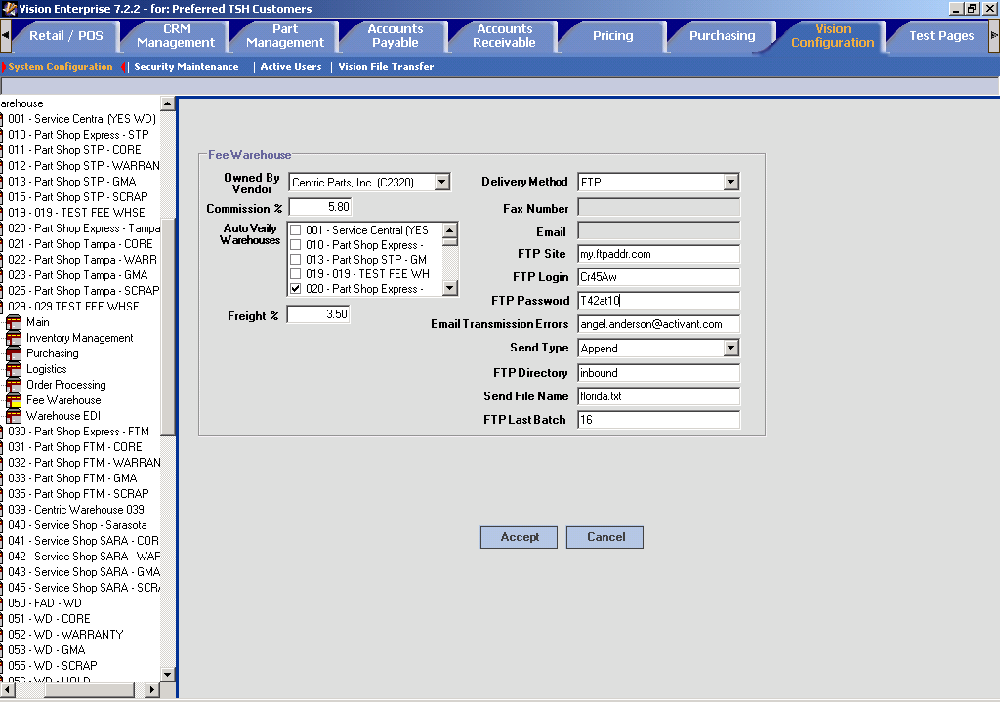 Vision Enterprise 7.2.2 - for: Preferred TSH Customers
Retail / POS
CRM Management
Part Management
Accounts Payable
Accounts Receivable
Pricing
Purchasing
Vision Configuration
Test Pages
System Configuration
Security Maintenance
Active Users
Vision File Transfer
arehouse
001 - Service Central (YES WD)
010 - Part Shop Express - STP
011 - Part Shop STP - CORE
012 - Part Shop STP - WARRAN
013 - Part Shop STP - GMA
015 - Part Shop STP - SCRAP
019 - 019 - TEST FEE WHSE
020 - Part Shop Express - Tampa
021 - Part Shop Tampa - CORE
022 - Part Shop Tampa - WARR
023 - Part Shop Tampa - GMA
025 - Part Shop Tampa - SCRAP
029 - 029 TEST FEE WHSE
Main
Inventory Management
Purchasing
Logistics
Order Processing
Fee Warehouse
Warehouse EDI
030 - Part Shop Express - FTM
031 - Part Shop FTM - CORE
032 - Part Shop FTM - WARRAN
033 - Part Shop FTM - GMA
035 - Part Shop FTM - SCRAP
039 - Centric Warehouse 039
040 - Service Shop - Sarasota
041 - Service Shop SARA - COR
042 - Service Shop SARA - WAR
043 - Service Shop SARA - GMA
045 - Service Shop SARA - SCRA
050 - FAD - WD
051 - WD - CORE
052 - WD - WARRANTY
053 - WD - GMA
055 - WD - SCRAP
056 - WD - HOLD
Fee Warehouse
Owned By Vendor
Centric Parts, Inc. (C2320)
Commission %
5.80
Auto Verify Warehouses
001 - Service Central (YES
010 - Part Shop Express -
013 - Part Shop STP - GM
019 - 019 - TEST FEE WH
020 - Part Shop Express -
Freight %
3.50
Delivery Method
FTP
Fax Number
Email
FTP Site
my.ftpaddr.com
FTP Login
Cr45Aw
FTP Password
T42at10
Email Transmission Errors
angel.anderson@activant.com
Send Type
Append
FTP Directory
inbound
Send File Name
florida.txt
FTP Last Batch
16
Accept
Cancel